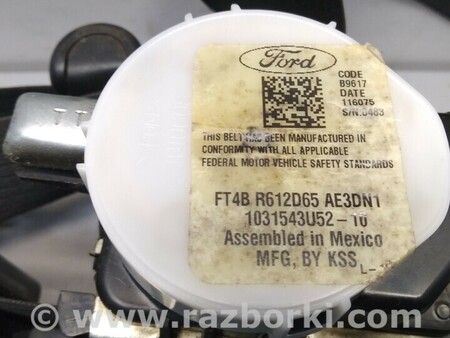 Ford
CODE
B9617
DATE
116075
S/N.0483
THIS BELT HAS BEEN MANUFACTURED IN
CONFORMITY WITH ALL APPLICABLE
FEDERAL MOTOR VEHICLE SAFETY STANDARDS
FT4B R612D65 AE3DN1
1031543U52-10
Assembled in Mexico
MFG, BY KSS
www.razborki.com